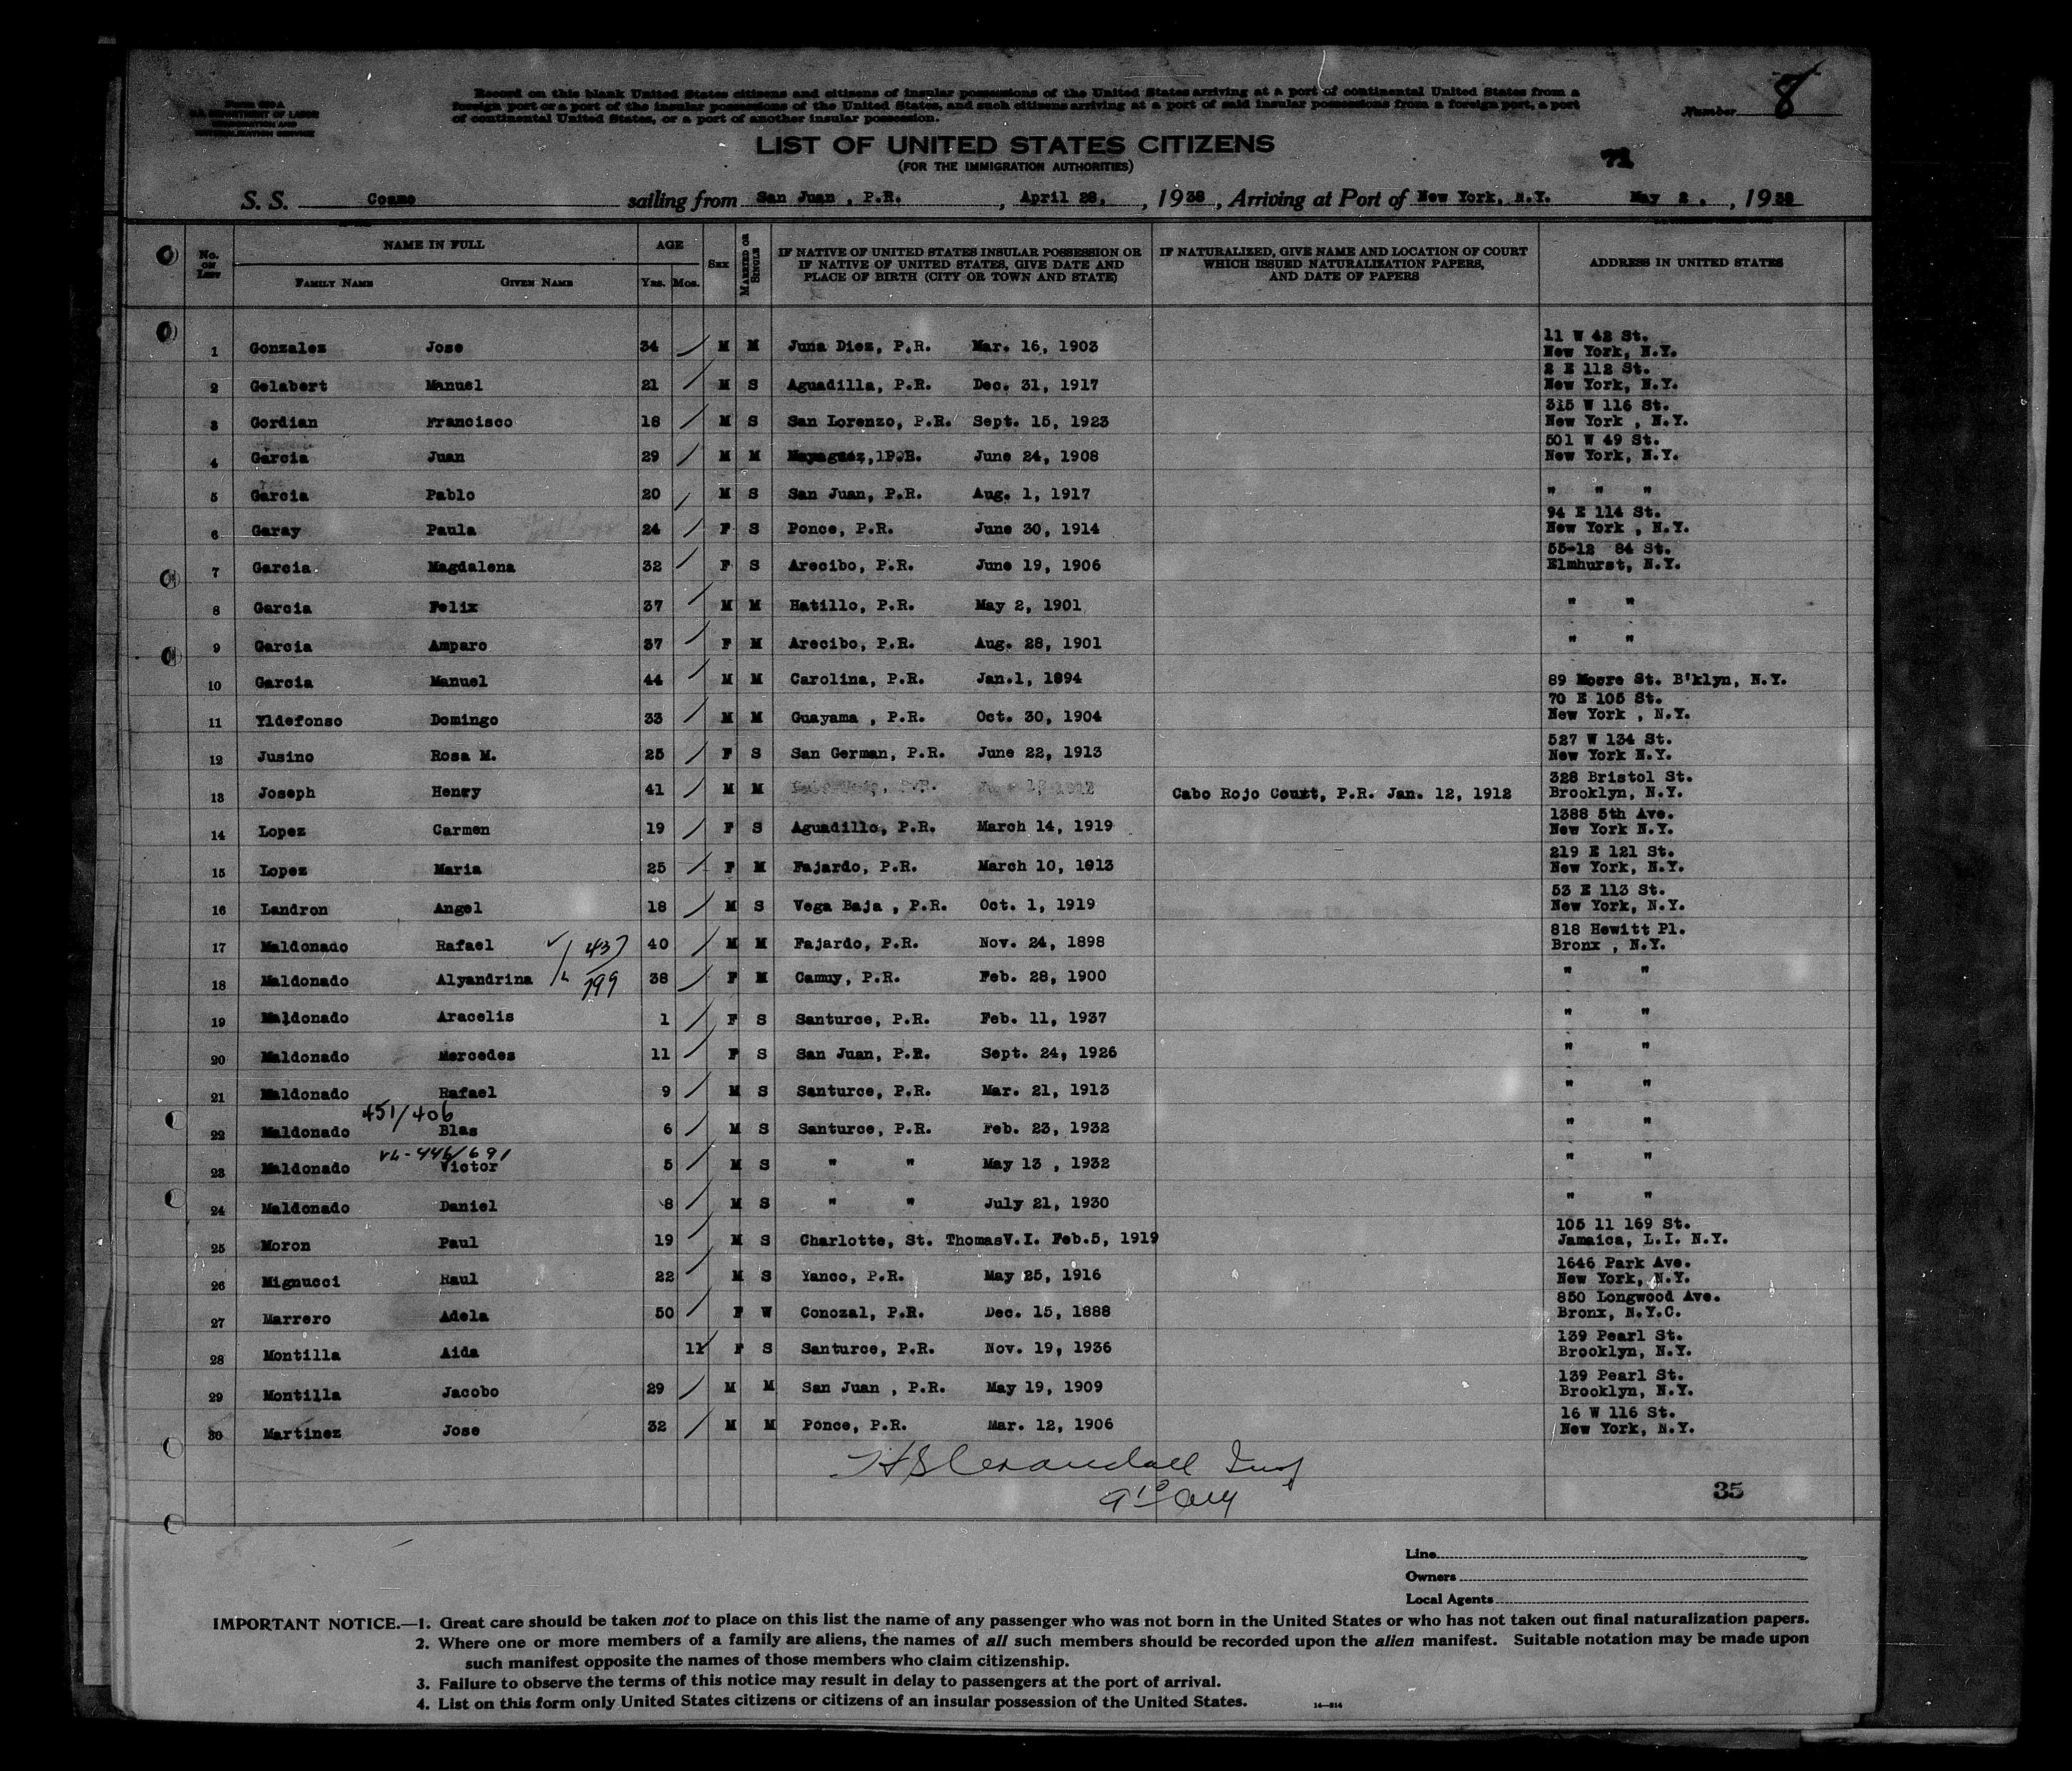 Form 630 A
U.S. DEPARTMENT OF LABOR
IMMIGRATION AND
NATURALIZATION SERVICE
Record on this blank United States citizens and citizens of insular possessions of the United States arriving at a port of continental United States from a
foreign port or a port of the insular possessions of the United States, and such citizens arriving at a port of said insular possessions from a foreign port, a port
of continental United States, or a port of another insular possession.
Number 8
LIST OF UNITED STATES CITIZENS
(FOR THE IMMIGRATION AUTHORITIES)
S. S. Coamo sailing from San Juan , P.R. , April 28, , 1938 , Arriving at Port of New York, N.Y. May 2 . , 1938
No. ON LIST
NAME IN FULL
FAMILY NAME GIVEN NAME
AGE
YRS. MOS.
SEX
MARRIED OR SINGLE
IF NATIVE OF UNITED STATES INSULAR POSSESSION OR
IF NATIVE OF UNITED STATES, GIVE DATE AND
PLACE OF BIRTH (CITY OR TOWN AND STATE)
IF NATURALIZED, GIVE NAME AND LOCATION OF COURT
WHICH ISSUED NATURALIZATION PAPERS,
AND DATE OF PAPERS
ADDRESS IN UNITED STATES
1 Gonzalez Jose 34 M M Juna Diez, P.R. Mar. 16, 1903 11 W 42 St.
New York, N.Y.
2 Gelabert Manuel 21 M S Aguadilla, P.R. Dec. 31, 1917 2 E 112 St.
New York, N.Y.
3 Gordian Francisco 18 M S San Lorenzo, P.R. Sept. 15, 1923 315 W 116 St.
New York , N.Y.
4 Garcia Juan 29 M M Mayaguez, P.R. June 24, 1908 501 W 49 St.
New York, N.Y.
5 Garcia Pablo 20 M S San Juan, P.R. Aug. 1, 1917 " " "
6 Garay Paula 24 F S Ponce, P.R. June 30, 1914 94 E 114 St.
New York , N.Y.
7 Garcia Magdalena 32 F S Arecibo, P.R. June 19, 1906 55-12 84 St.
Elmhurst, N.Y.
8 Garcia Felix 37 M M Hatillo, P.R. May 2, 1901 " "
9 Garcia Amparo 37 F M Arecibo, P.R. Aug. 28, 1901 " "
10 Garcia Manuel 44 M M Carolina, P.R. Jan.1, 1894 89 Moore St. B'klyn, N.Y.
11 Yldefonso Domingo 33 M M Guayama , P.R. Oct. 30, 1904 70 E 105 St.
New York , N.Y.
12 Jusino Rosa M. 25 F S San German, P.R. June 22, 1913 527 W 134 St.
New York N.Y.
13 Joseph Henry 41 M M Cabo Rojo Court, P.R. Jan. 12, 1912 328 Bristol St.
Brooklyn, N.Y.
14 Lopez Carmen 19 F S Aguadillo, P.R. March 14, 1919 1388 5th Ave.
New York N.Y.
15 Lopez Maria 25 F M Fajardo, P.R. March 10, 1913 219 E 121 St.
New York, N.Y.
16 Landron Angel 18 M S Vega Baja , P.R. Oct. 1, 1919 53 E 113 St.
New York, N.Y.
17 Maldonado Rafael 437 40 M M Fajardo, P.R. Nov. 24, 1898 818 Hewitt Pl.
Bronx , N.Y.
18 Maldonado Alyandrina 799 38 F M Camuy, P.R. Feb. 28, 1900 " "
19 Maldonado Aracelis 1 F S Santurce, P.R. Feb. 11, 1937 " "
20 Maldonado Mercedes 11 F S San Juan, P.R. Sept. 24, 1926 " "
21 Maldonado Rafael 9 M S Santurce, P.R. Mar. 21, 1913 " "
451/406
22 Maldonado Blas 6 M S Santurce, P.R. Feb. 23, 1932 " "
VL-446/691
23 Maldonado Victor 5 M S " " May 13 , 1932 " "
24 Maldonado Daniel 8 M S " " July 21, 1930 " "
25 Moron Paul 19 M S Charlotte, St. ThomasV.I. Feb.5, 1919 105 11 169 St.
Jamaica, L.I. N.Y.
26 Mignucci Raul 22 M S Yanco, P.R. May 25, 1916 1646 Park Ave.
New York, N.Y.
27 Marrero Adela 50 F W Conozal, P.R. Dec. 15, 1888 850 Longwood Ave.
Bronx, N.Y.C.
28 Montilla Aida 11 F S Santurce, P.R. Nov. 19, 1936 139 Pearl St.
Brooklyn, N.Y.
29 Montilla Jacobo 29 M M San Juan , P.R. May 19, 1909 139 Pearl St.
Brooklyn, N.Y.
30 Martinez Jose 32 M M Ponce, P.R. Mar. 12, 1906 16 W 116 St.
New York, N.Y.
35
Line
Owners
Local Agents
IMPORTANT NOTICE.—1. Great care should be taken not to place on this list the name of any passenger who was not born in the United States or who has not taken out final naturalization papers.
2. Where one or more members of a family are aliens, the names of all such members should be recorded upon the alien manifest. Suitable notation may be made upon
such manifest opposite the names of those members who claim citizenship.
3. Failure to observe the terms of this notice may result in delay to passengers at the port of arrival.
4. List on this form only United States citizens or citizens of an insular possession of the United States.
14—814